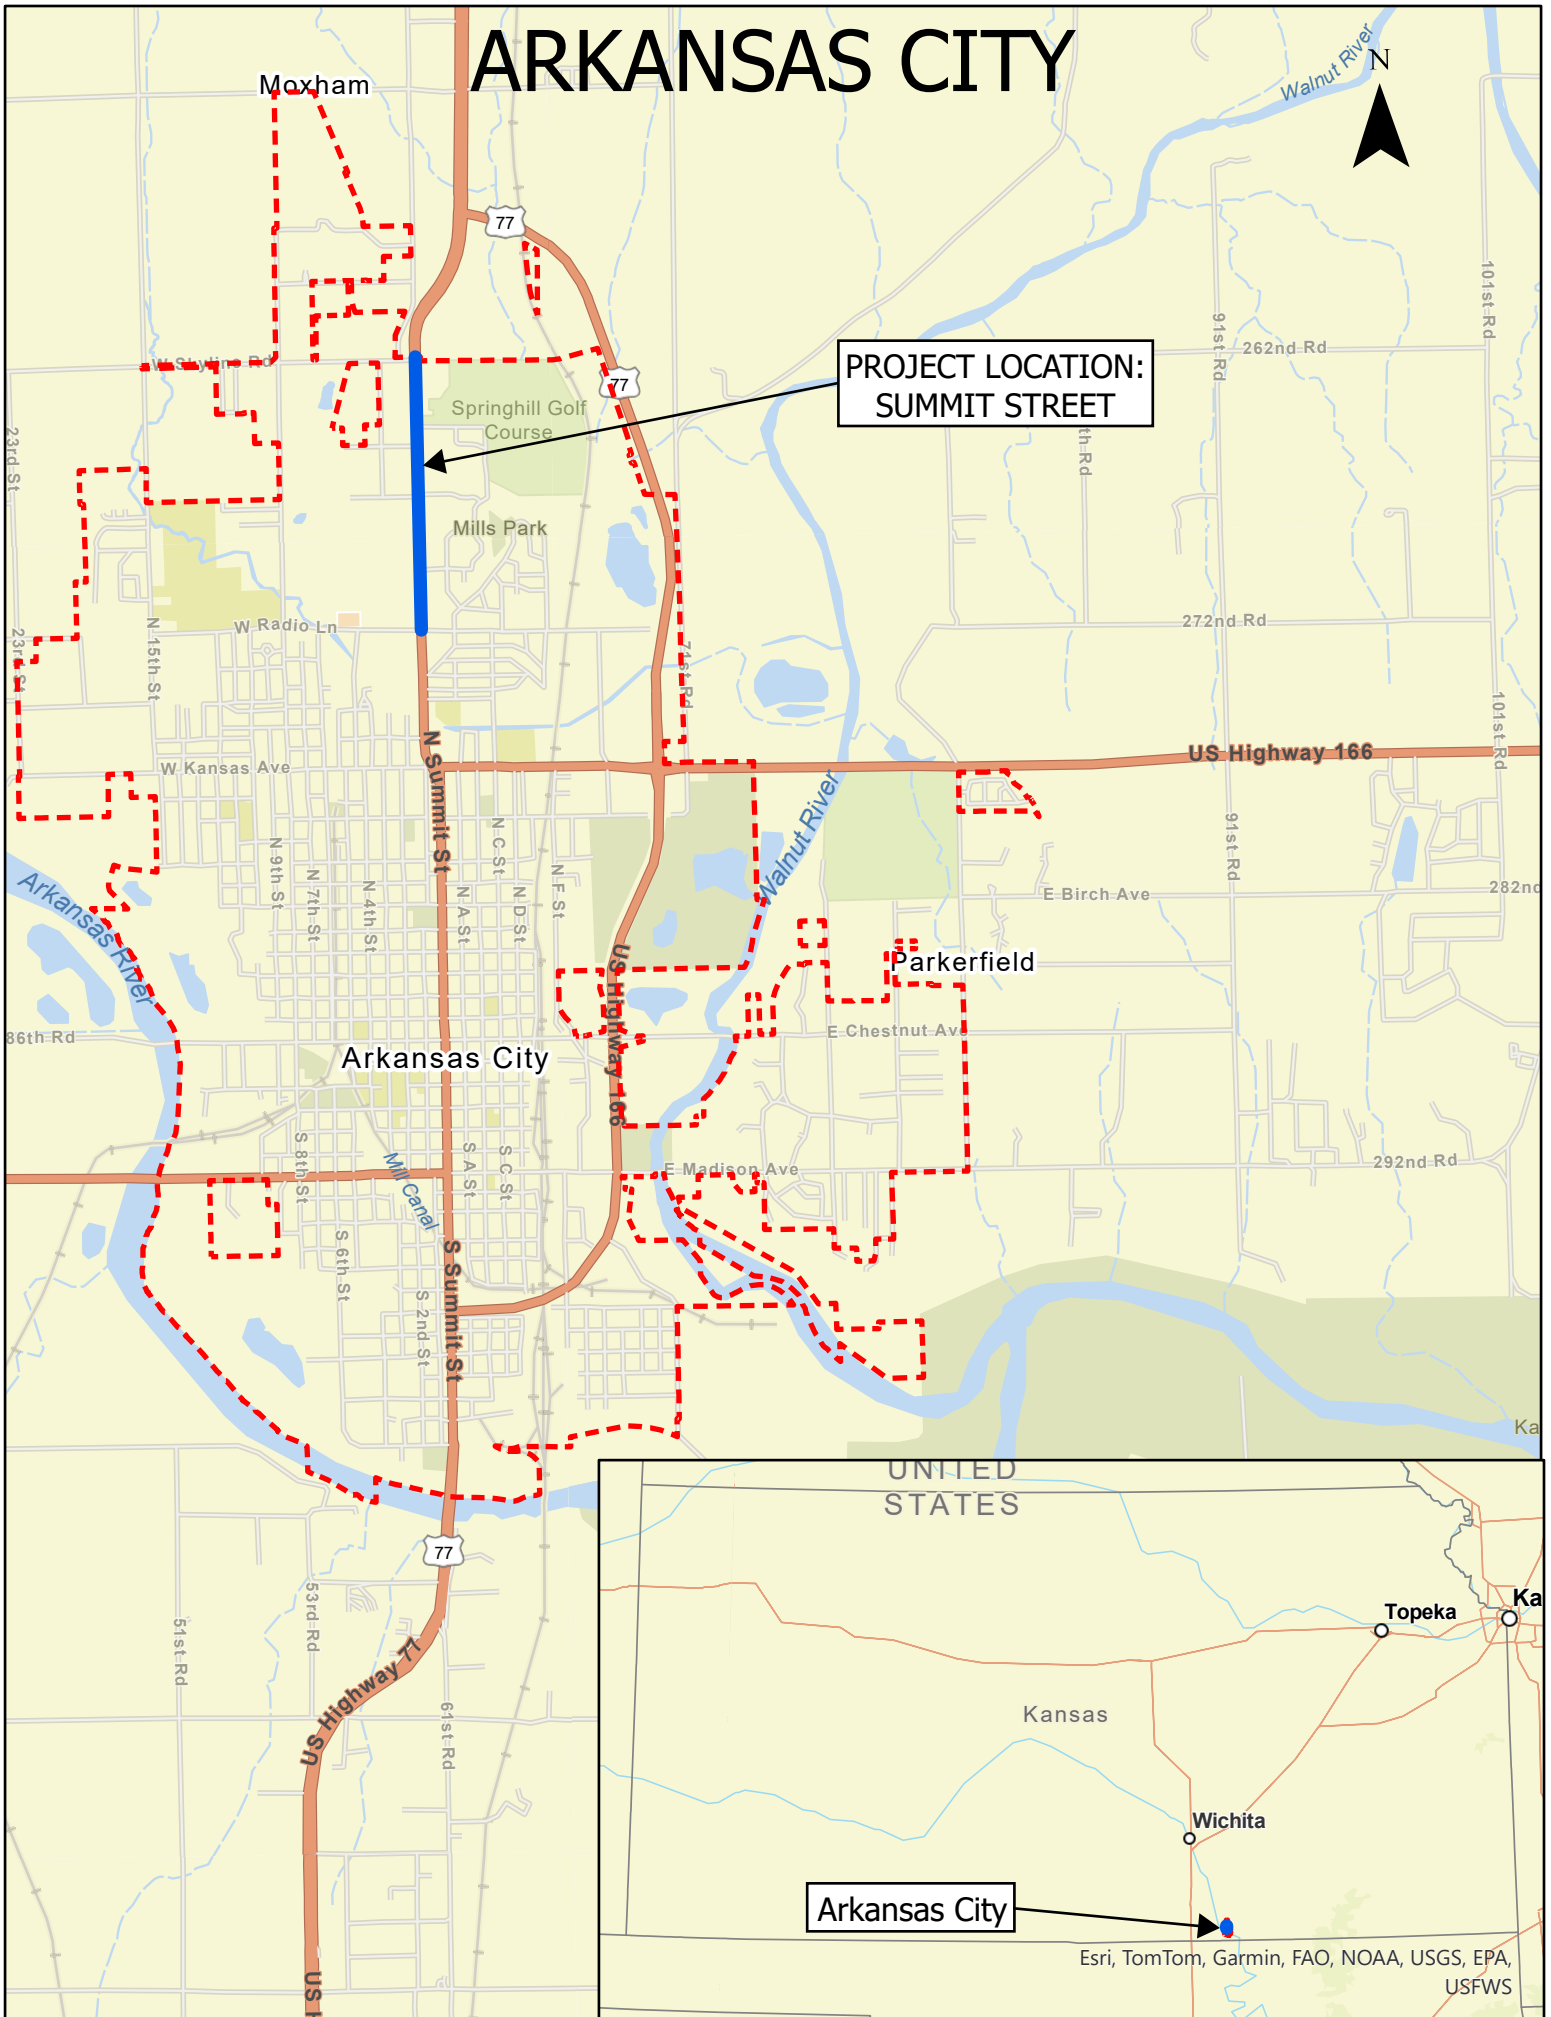 ARKANSAS CITY
Moxham
Walnut River
N
77
101st Rd
91st Rd
262nd Rd
W Skyline Rd
77
PROJECT LOCATION:
SUMMIT STREET
Springhill Golf
Course
23rd St
th Rd
Mills Park
W Radio Ln
N 15th St
272nd Rd
23rd St
71st Rd
101st Rd
W Kansas Ave
N Summit St
US Highway 166
Walnut River
91st Rd
N 9th St
N 7th St
N 4th St
N A St
N C St
N D St
N F St
E Birch Ave
282nd
Arkansas River
US Highway 166
Parkerfield
86th Rd
E Chestnut Ave
Arkansas City
S 8th St
Mill Canal
S A St
S C St
E Madison Ave
292nd Rd
S 6th St
S 2nd St
S Summit St
Ka
77
51st Rd
53rd Rd
US Highway 77
61st Rd
US H
UNITED
STATES
Topeka
Ka
Kansas
Wichita
Arkansas City
Esri, TomTom, Garmin, FAO, NOAA, USGS, EPA,
USFWS